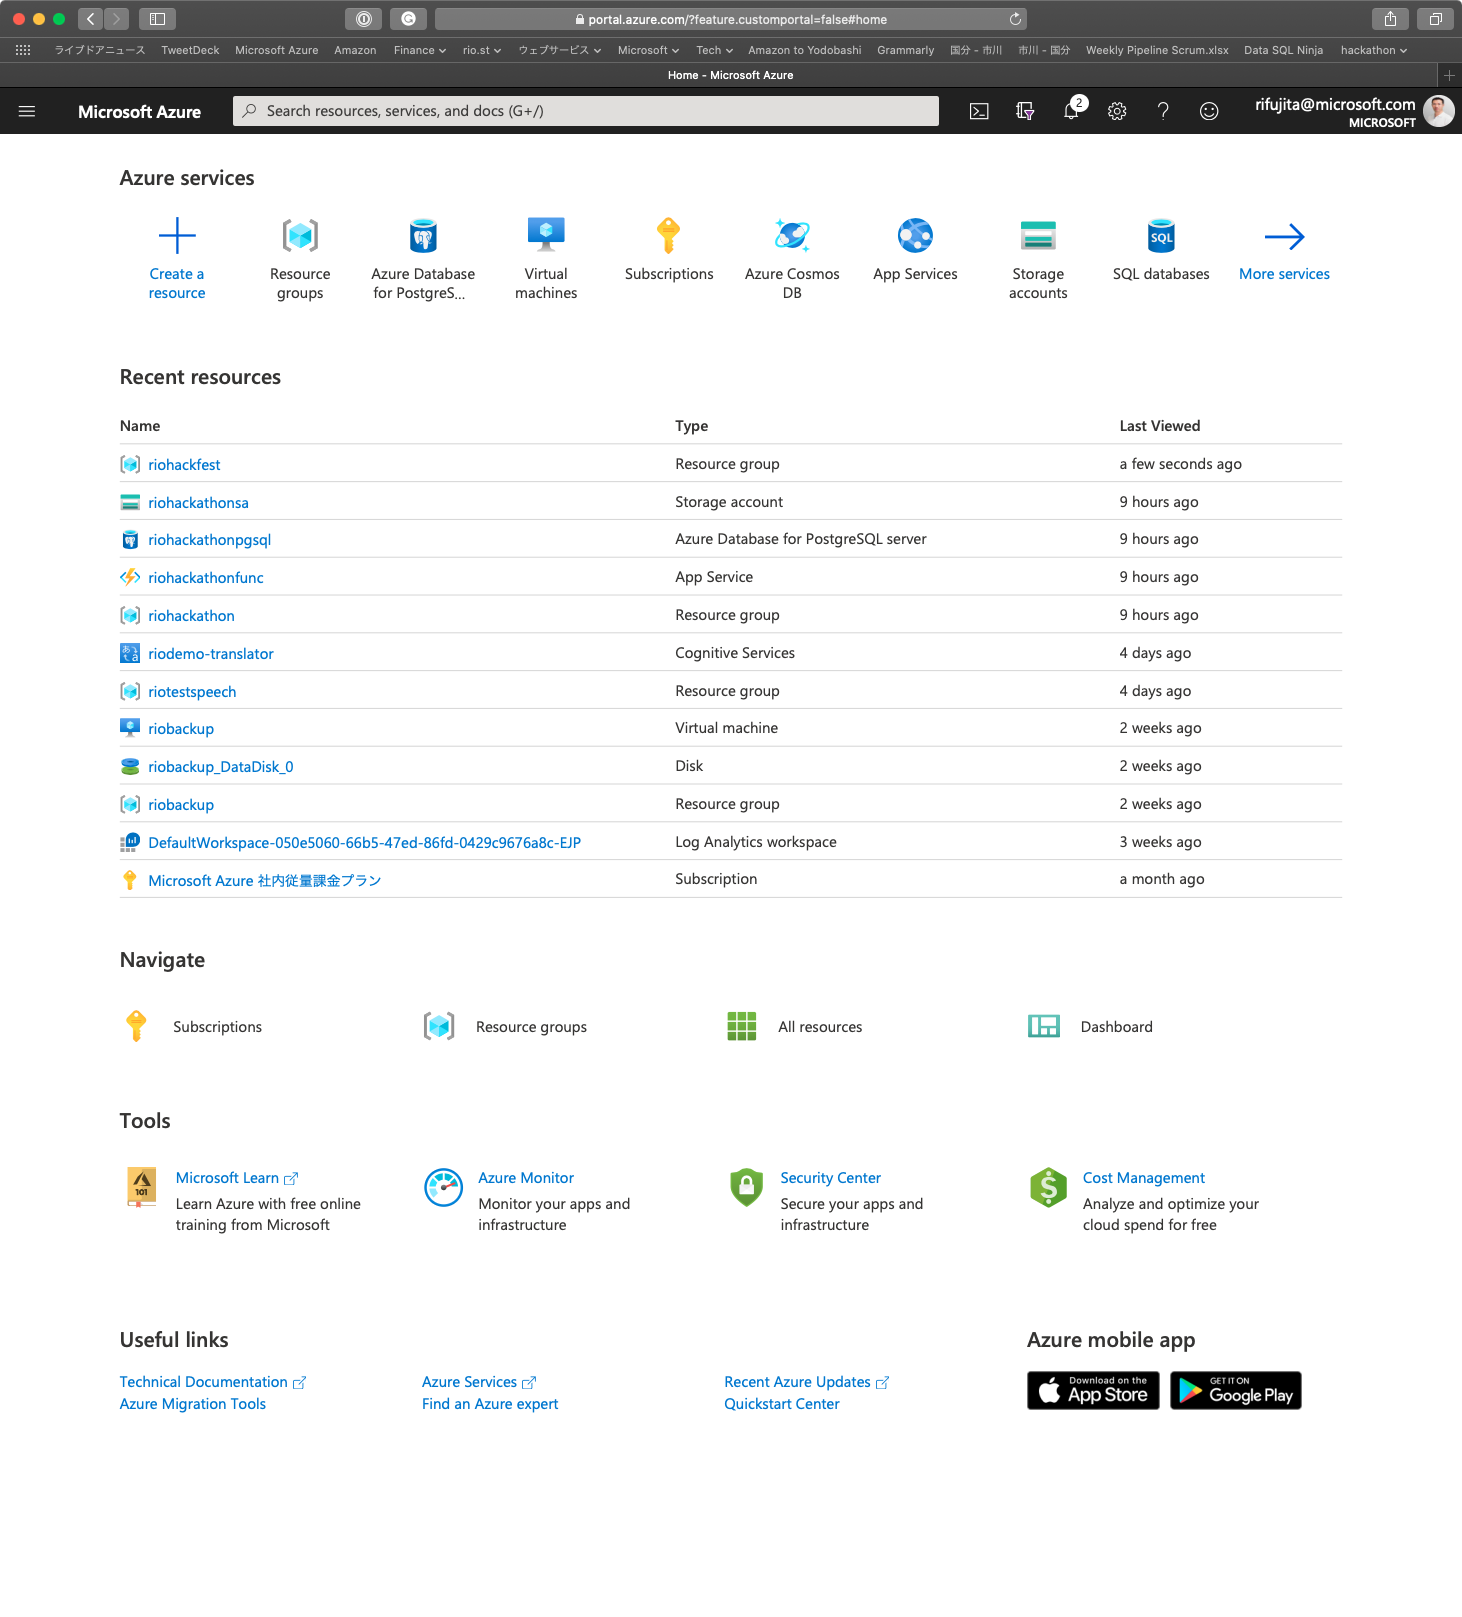 portal.azure.com/?feature.customportal=false#home
ライブドアニュース TweetDeck Microsoft Azure Amazon Finance rio.st ウェブサービス Microsoft Tech Amazon to Yodobashi Grammarly 国分 - 市川 市川 - 国分 Weekly Pipeline Scrum.xlsx Data SQL Ninja hackathon
Home - Microsoft Azure
Microsoft Azure Search resources, services, and docs (G+/) 2 rifujita@microsoft.com
MICROSOFT
Azure services
SQL
Create a Resource Azure Database Virtual Subscriptions Azure Cosmos App Services Storage SQL databases More services
resource groups for PostgreS... machines DB accounts
Recent resources
Name Type Last Viewed
riohackfest Resource group a few seconds ago
riohackathonsa Storage account 9 hours ago
riohackathonpgsql Azure Database for PostgreSQL server 9 hours ago
riohackathonfunc App Service 9 hours ago
riohackathon Resource group 9 hours ago
riodemo-translator Cognitive Services 4 days ago
riotestspeech Resource group 4 days ago
riobackup Virtual machine 2 weeks ago
riobackup_DataDisk_0 Disk 2 weeks ago
riobackup Resource group 2 weeks ago
DefaultWorkspace-050e5060-66b5-47ed-86fd-0429c9676a8c-EJP Log Analytics workspace 3 weeks ago
Microsoft Azure 社内従量課金プラン Subscription a month ago
Navigate
Subscriptions Resource groups All resources Dashboard
Tools
Microsoft Learn Azure Monitor Security Center Cost Management
101
Learn Azure with free online Monitor your apps and Secure your apps and Analyze and optimize your
training from Microsoft infrastructure infrastructure cloud spend for free
Useful links Azure mobile app
Technical Documentation Azure Services Recent Azure Updates Download on the App Store GET IT ON Google Play
Azure Migration Tools Find an Azure expert Quickstart Center